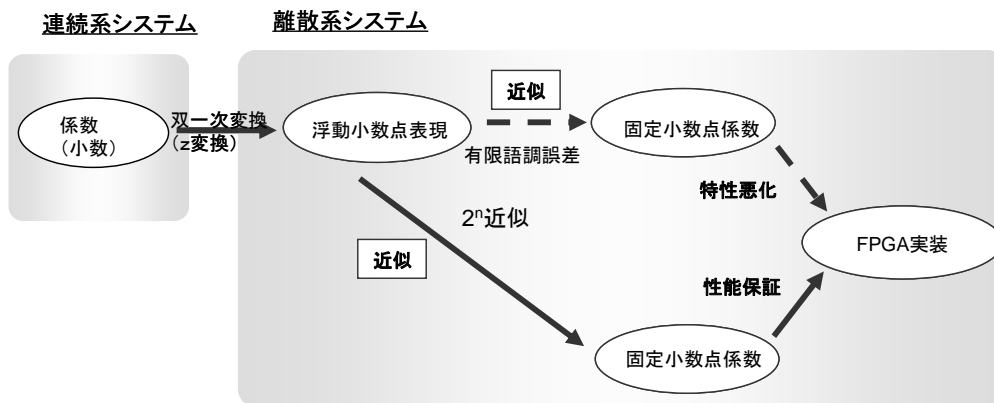 連続系システム
離散系システム
係数
(小数)
双一次変換
(z変換)
浮動小数点表現
近似
有限語調誤差
固定小数点係数
特性悪化
2ⁿ近似
近似
FPGA実装
性能保証
固定小数点係数